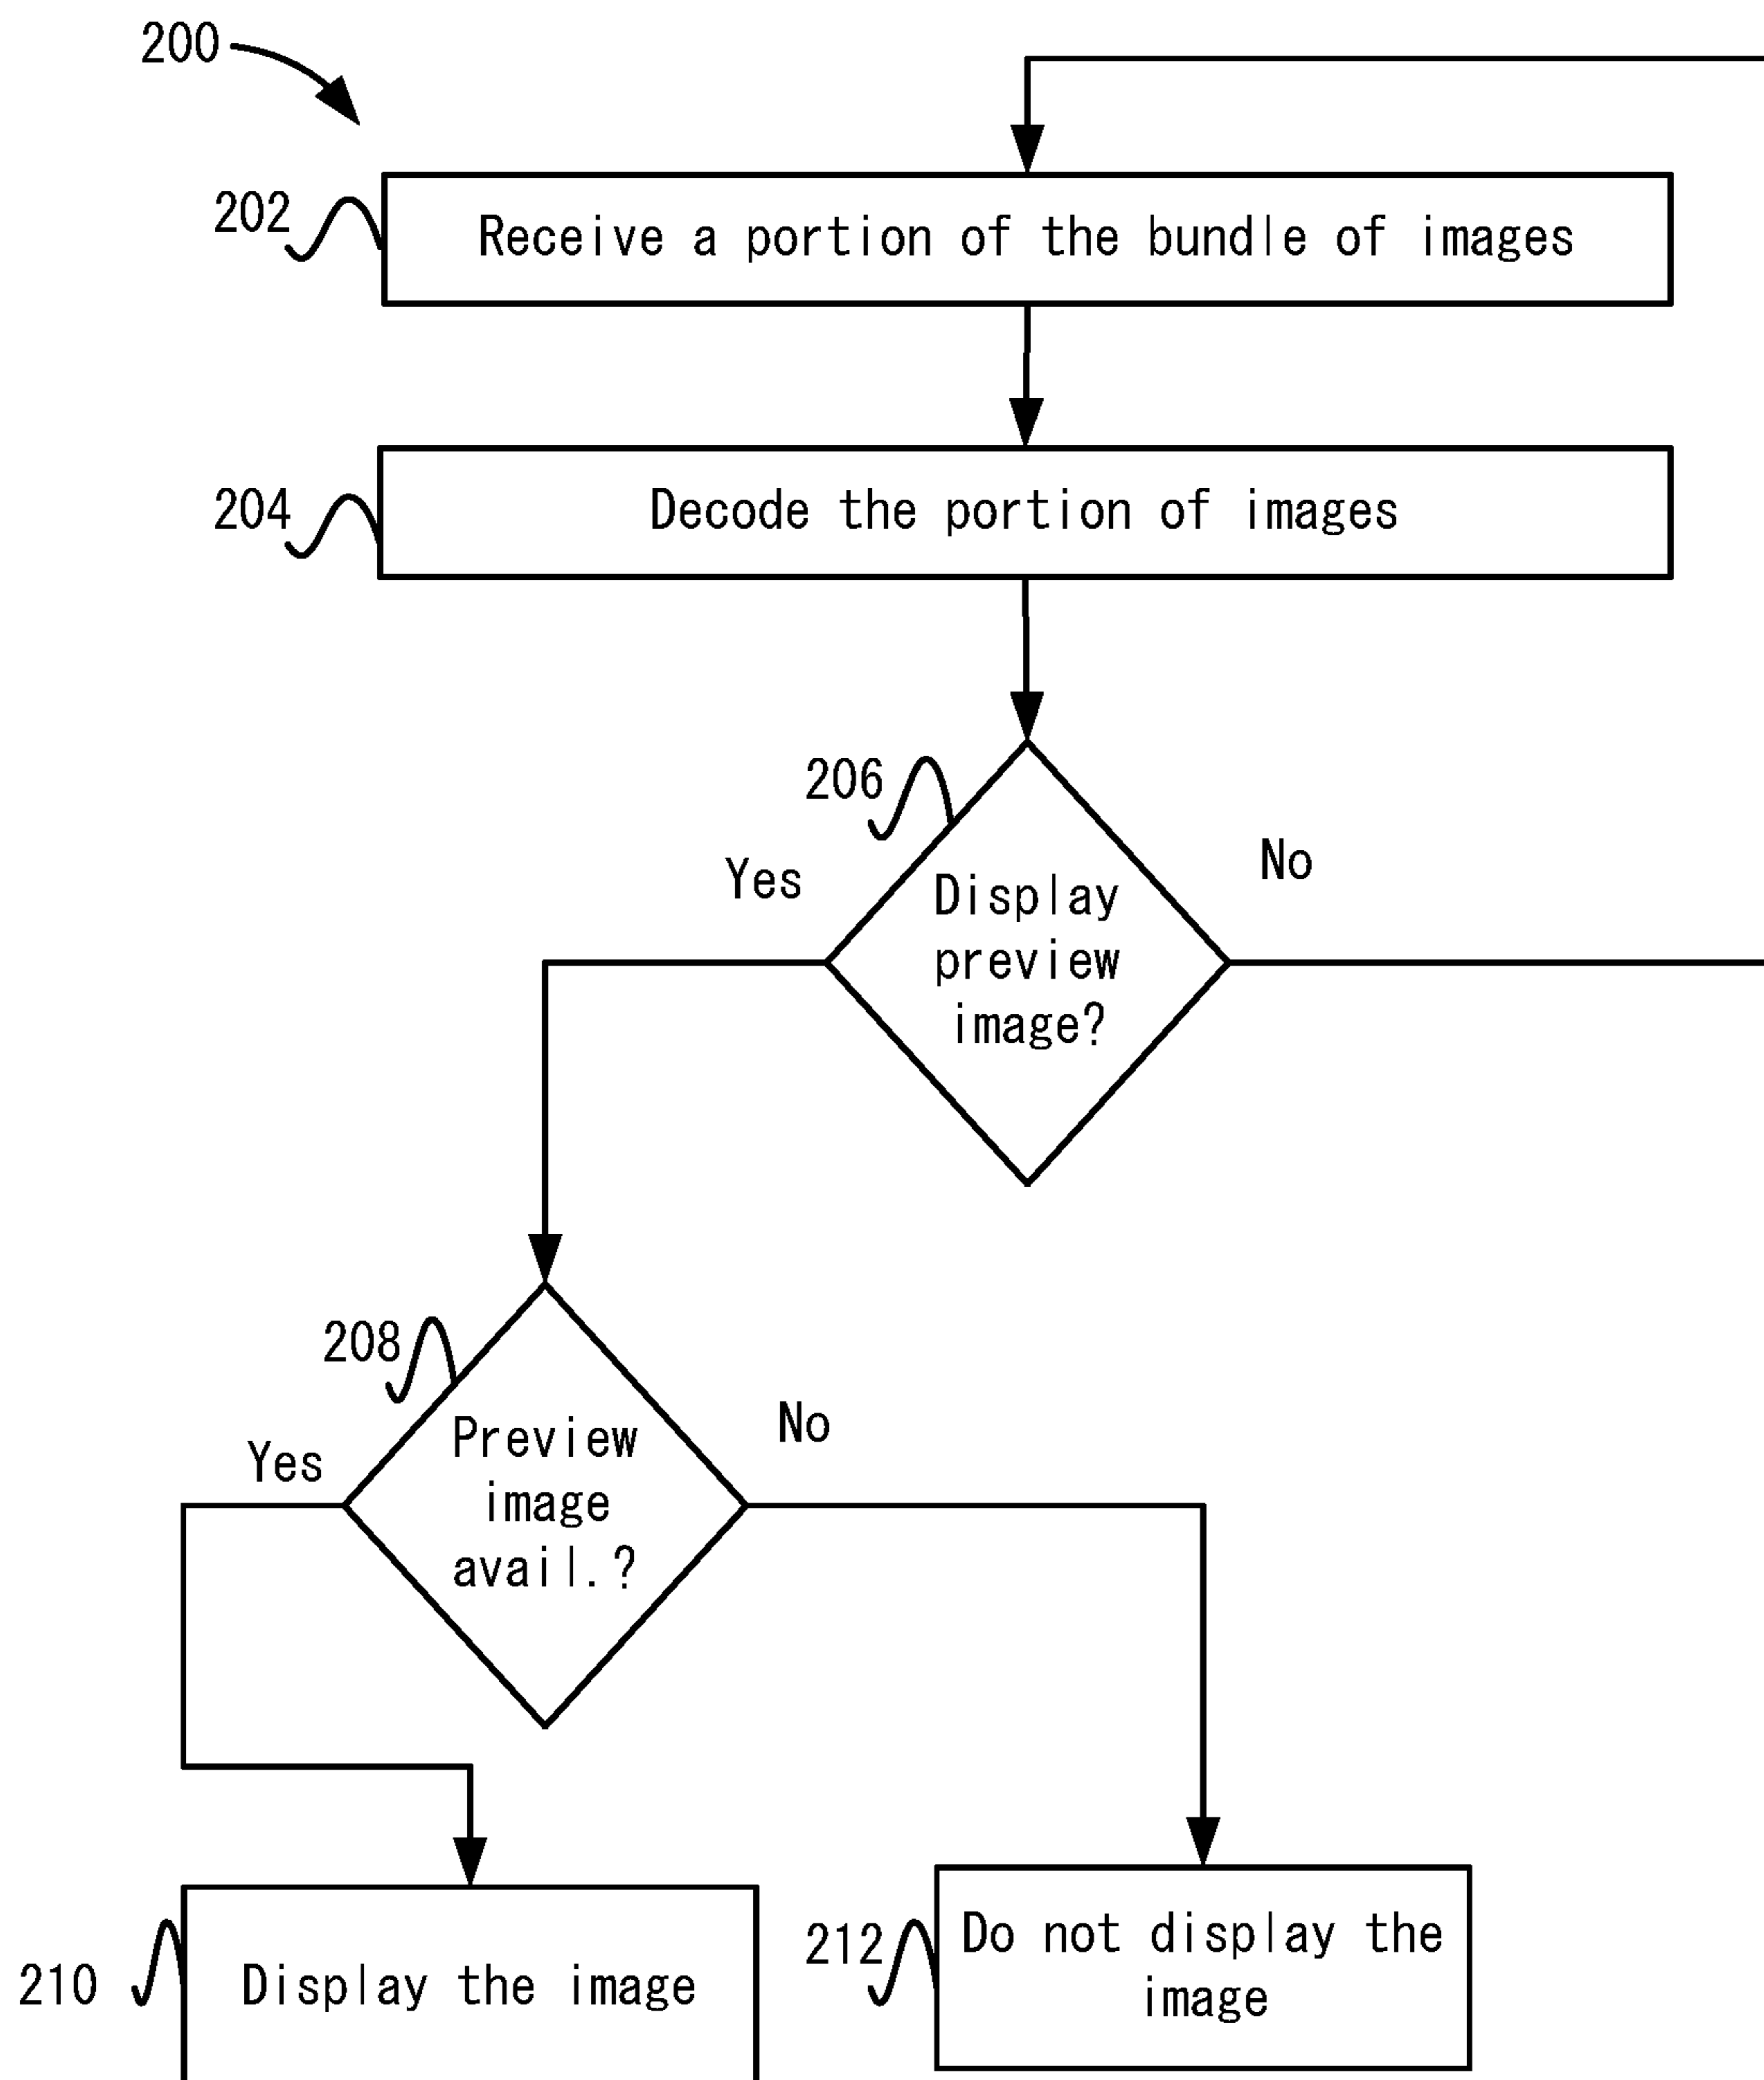 200
202
Receive a portion of the bundle of images
204
Decode the portion of images
206
Yes
No
Display
preview
image?
208
Yes
No
Preview
image
avail.?
210
Display the image
212
Do not display the
image